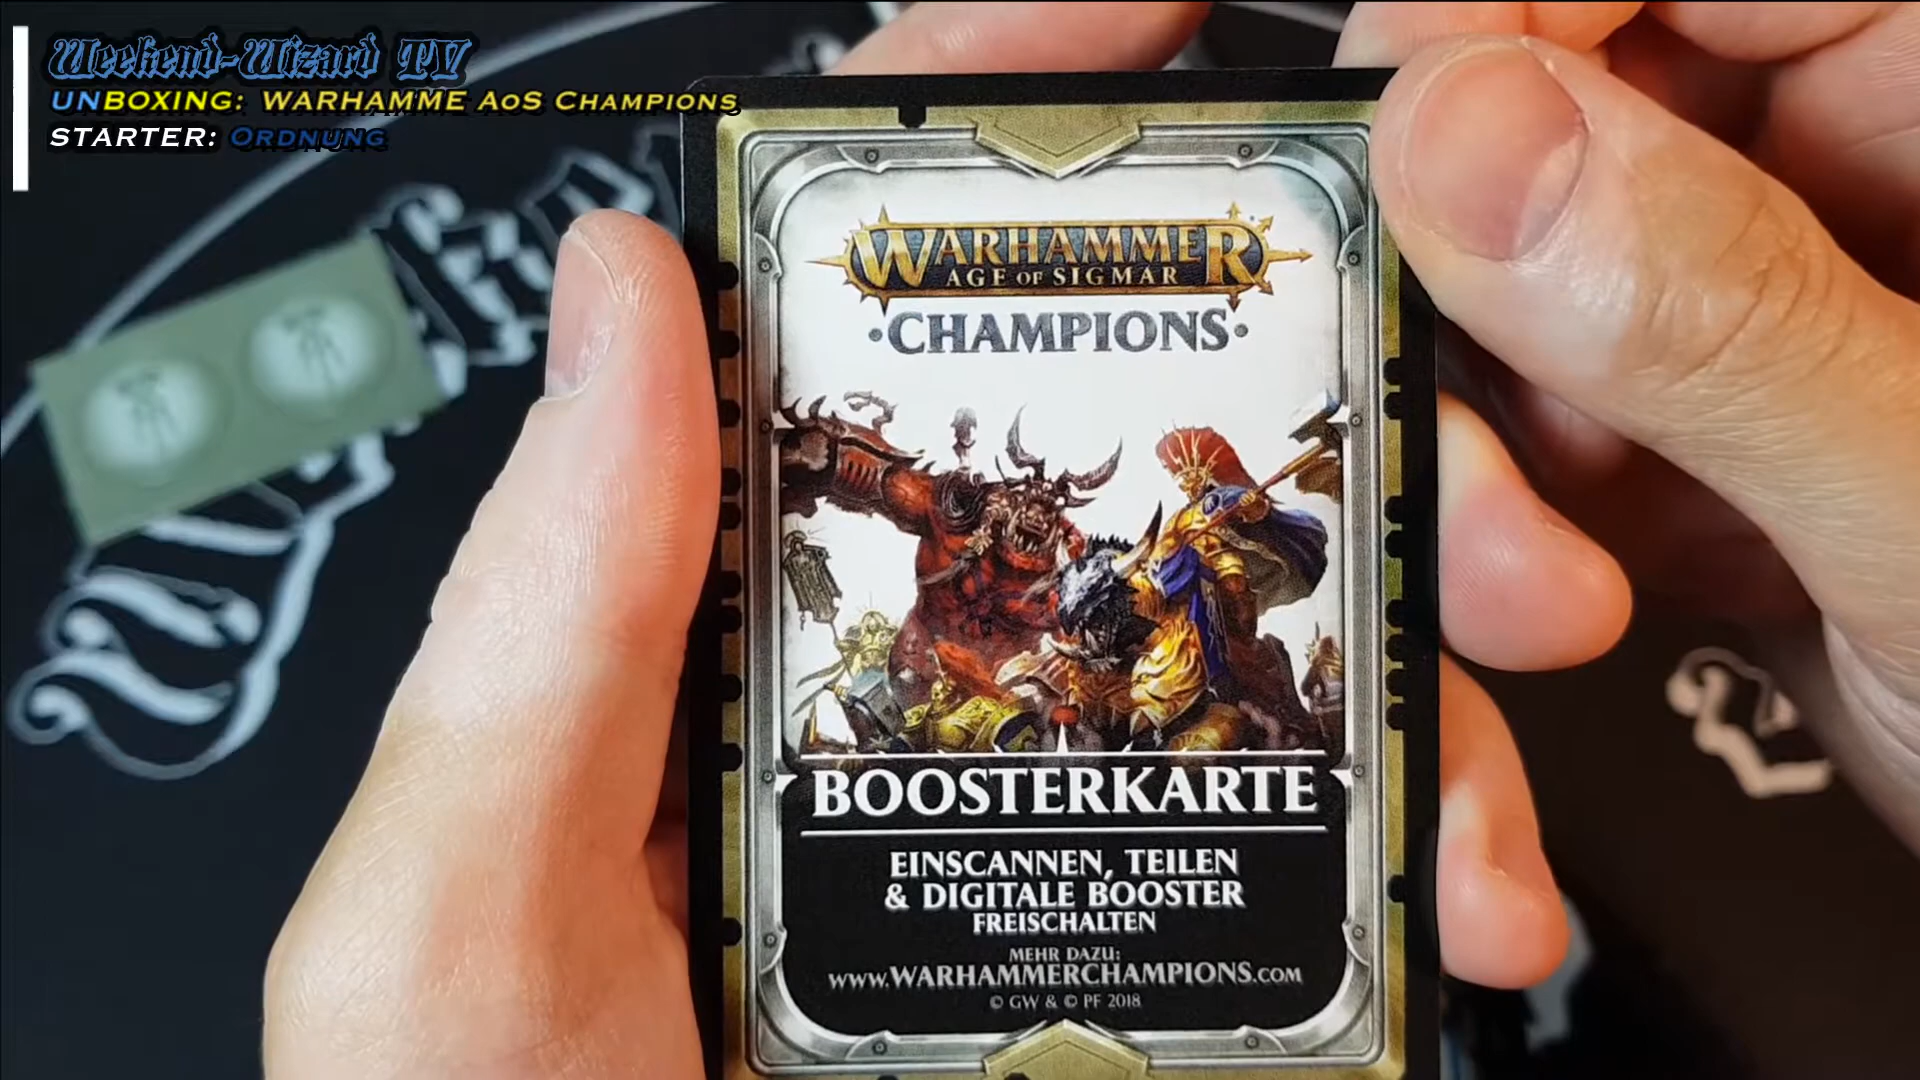 Weekend-Wizard TV
UNBOXING: WARHAMME AoS Champions
STARTER: Ordnung
WARHAMMER
AGE OF SIGMAR
·CHAMPIONS·
BOOSTERKARTE
EINSCANNEN, TEILEN
& DIGITALE BOOSTER
FREISCHALTEN
MEHR DAZU:
www.WARHAMMERCHAMPIONS.com
© GW & © PF 2018